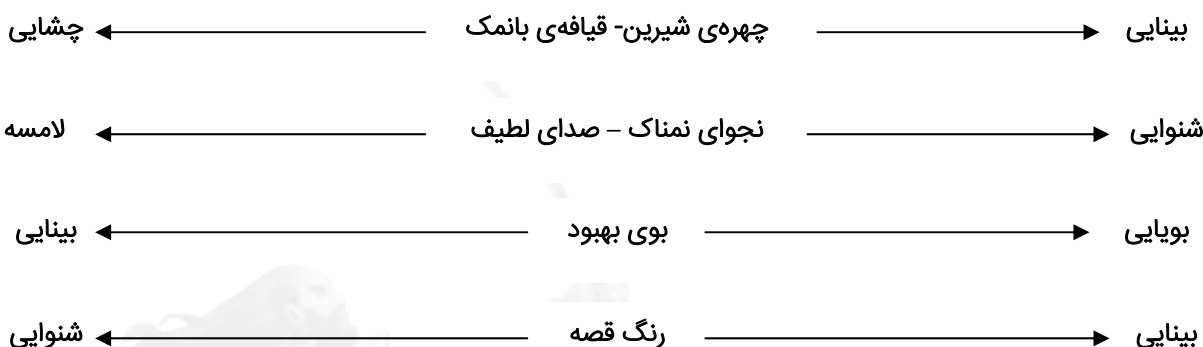 بینایی چهره‌ی شیرین- قیافه‌ی بانمک چشایی
شنوایی نجوای نمناک – صدای لطیف لامسه
بویایی بوی بهبود بینایی
بینایی رنگ قصه شنوایی